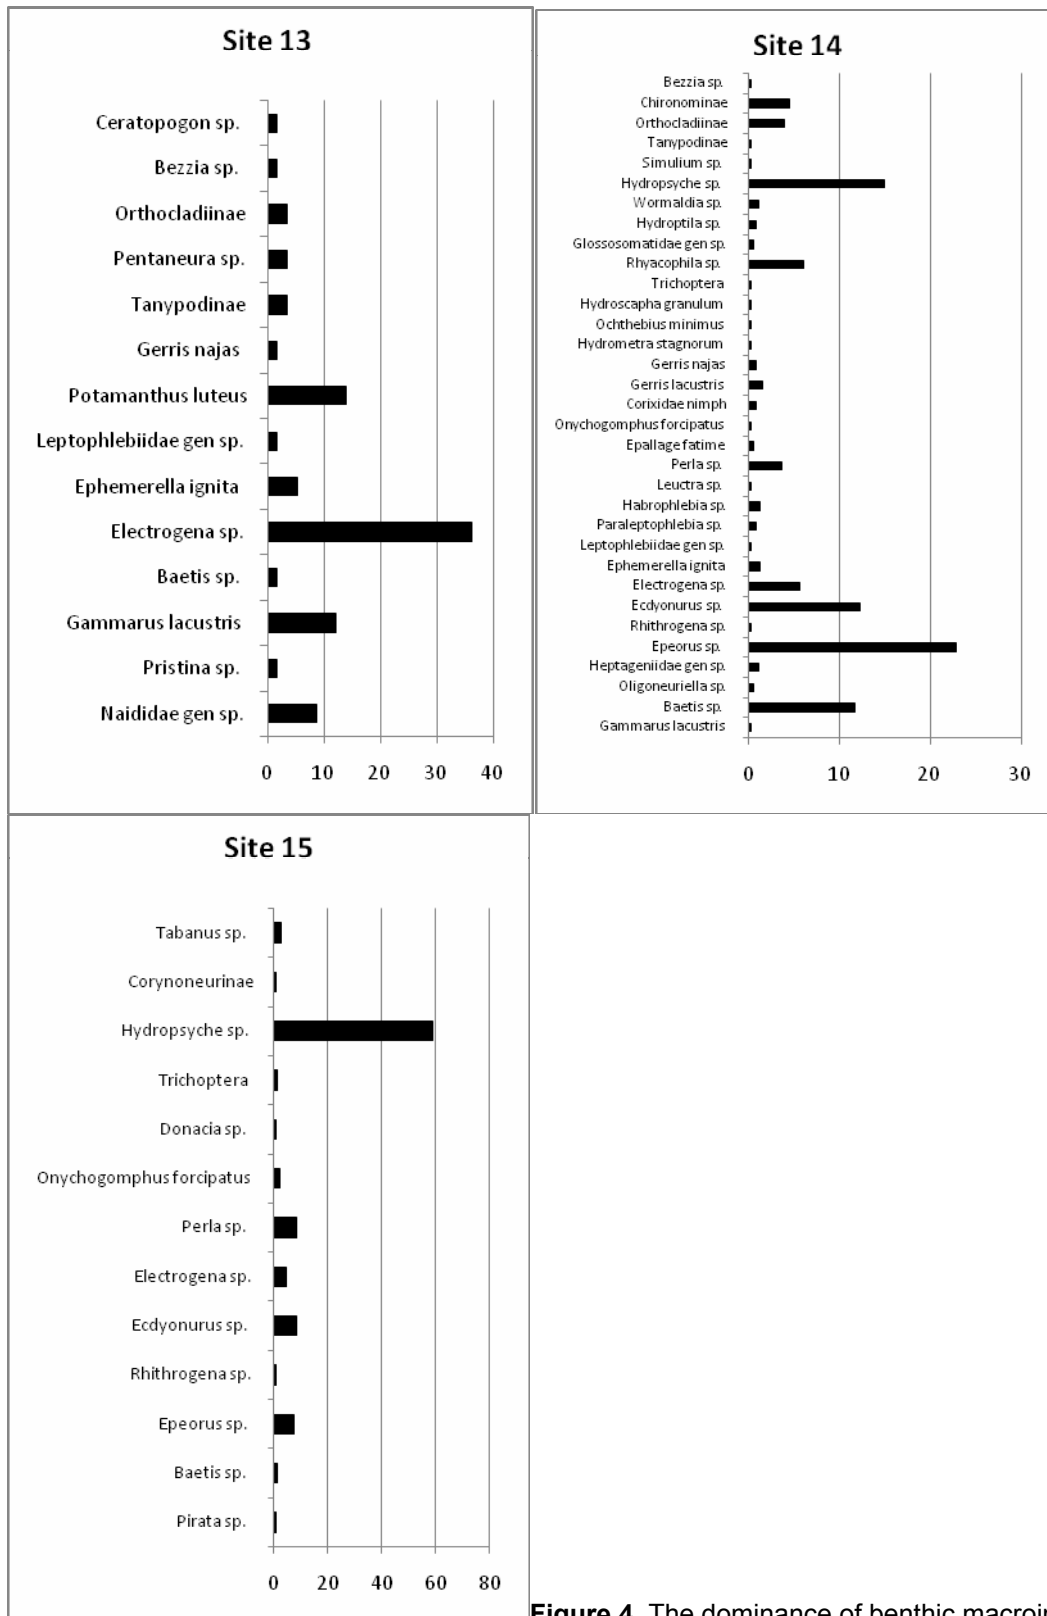 Site 13
Ceratopogon sp.
Bezzia sp.
Orthocladiinae
Pentaneura sp.
Tanypodinae
Gerris najas
Potamanthus luteus
Leptophlebiidae gen sp.
Ephemerella ignita
Electrogena sp.
Baetis sp.
Gammarus lacustris
Pristina sp.
Naididae gen sp.
0 10 20 30 40
Site 14
Bezzia sp.
Chironominae
Orthocladiinae
Tanypodinae
Simulium sp.
Hydropsyche sp.
Wormaldia sp.
Hydroptila sp.
Glossosomatidae gen sp.
Rhyacophila sp.
Trichoptera
Hydroscapha granulum
Ochthebius minimus
Hydrometra stagnorum
Gerris najas
Gerris lacustris
Corixidae nimph
Onychogomphus forcipatus
Epallage fatime
Perla sp.
Leuctra sp.
Habrophlebia sp.
Paraleptophlebia sp.
Leptophlebiidae gen sp.
Ephemerella ignita
Electrogena sp.
Ecdyonurus sp.
Rhithrogena sp.
Epeorus sp.
Heptageniidae gen sp.
Oligoneuriella sp.
Baetis sp.
Gammarus lacustris
0 10 20 30
Site 15
Tabanus sp.
Corynoneurinae
Hydropsyche sp.
Trichoptera
Donacia sp.
Onychogomphus forcipatus
Perla sp.
Electrogena sp.
Ecdyonurus sp.
Rhithrogena sp.
Epeorus sp.
Baetis sp.
Pirata sp.
0 20 40 60 80
Figure 4. The dominance of benthic